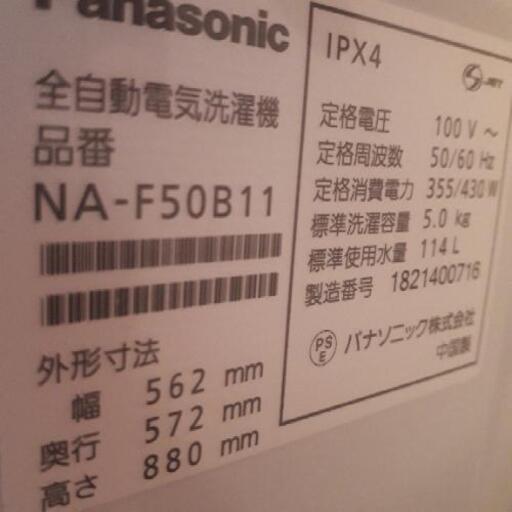 Panasonic
全自動電気洗濯機
品番
NA-F50B11
外形寸法
幅 562 mm
奥行 572 mm
高さ 880 mm
IPX4
JET
定格電圧 100 V ～
定格周波数 50/60 Hz
定格消費電力 355/430 W
標準洗濯容量 5.0 kg
標準使用水量 114 L
製造番号 1821400716
PS E パナソニック株式会社
中国製